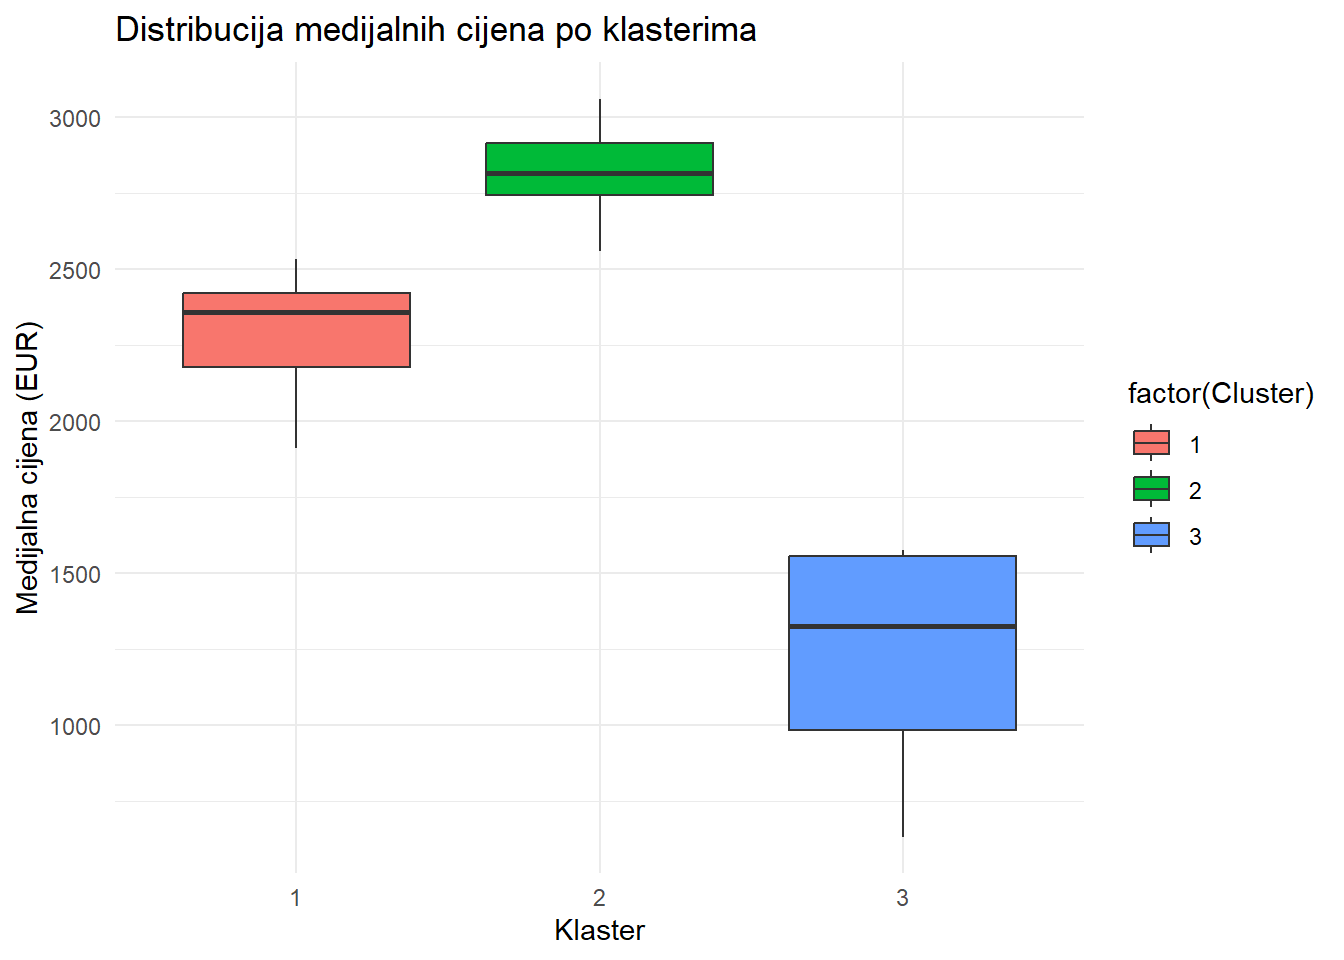 Distribucija medijalnih cijena po klasterima
Medijalna cijena (EUR)
3000
2500
2000
1500
1000
1
2
3
Klaster
factor(Cluster)
1
2
3